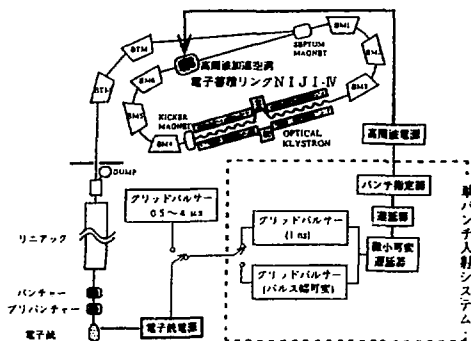 BTM
SEPTUM
MAGNET
BM1
BTM
高周波加速空洞
BM6
BM2
電子蓄積リングNIJI-Ⅳ
BM5
KICKER
MAGNET
BM3
BM4
OPTICAL
KLYSTRON
高周波電源
DUMP
バンチ指定器
グリッドパルサー
0.5〜4 μs
遅延器
リニアック
グリッドパルサー
(1 ns)
微小可変
遅延器
グリッドパルサー
(パルス幅可変)
バンチャー
プリバンチャー
電子銃
電子銃電源
単バンチ入射システム